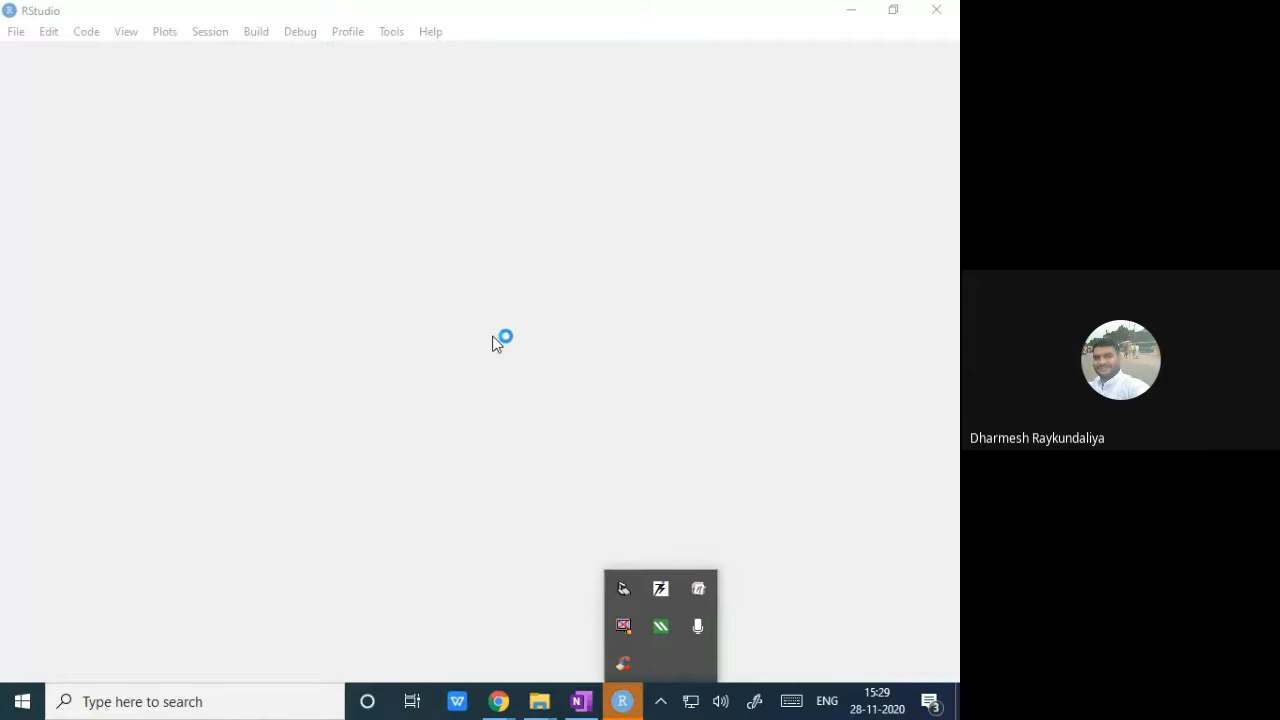 RStudio
File Edit Code View Plots Session Build Debug Profile Tools Help
Dharmesh Raykundaliya
Type here to search
ENG
15:29
28-11-2020
3